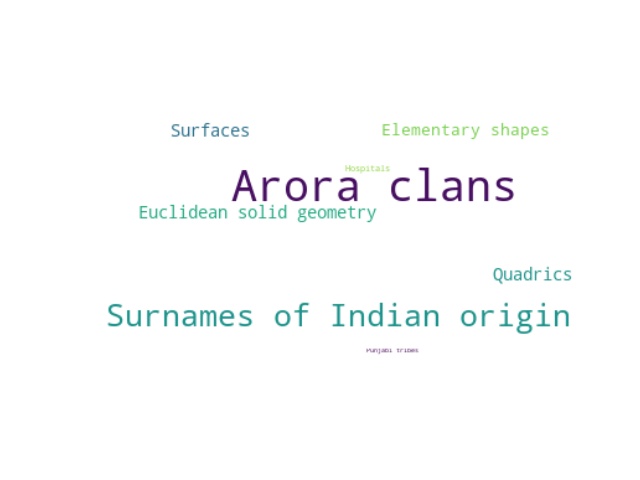 Surfaces
Elementary shapes
Hospitals
Arora clans
Euclidean solid geometry
Quadrics
Surnames of Indian origin
Punjabi tribes